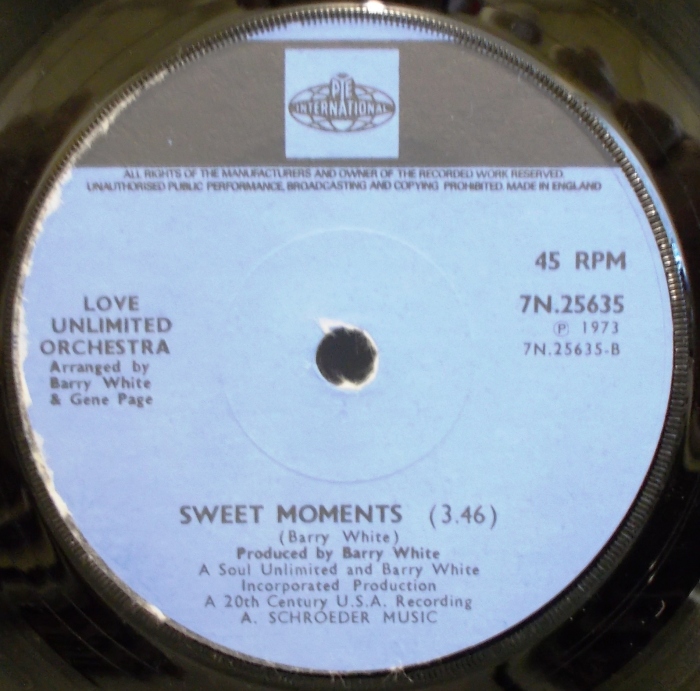 PYE
INTERNATIONAL
ALL RIGHTS OF THE MANUFACTURERS AND OWNER OF THE RECORDED WORK RESERVED.
UNAUTHORISED PUBLIC PERFORMANCE, BROADCASTING AND COPYING PROHIBITED. MADE IN ENGLAND
45 RPM
7N.25635
℗ 1973
7N.25635-B
LOVE
UNLIMITED
ORCHESTRA
Arranged by
Barry White
& Gene Page
SWEET MOMENTS (3.46)
(Barry White)
Produced by Barry White
A Soul Unlimited and Barry White
Incorporated Production
A 20th Century U.S.A. Recording
A. SCHROEDER MUSIC